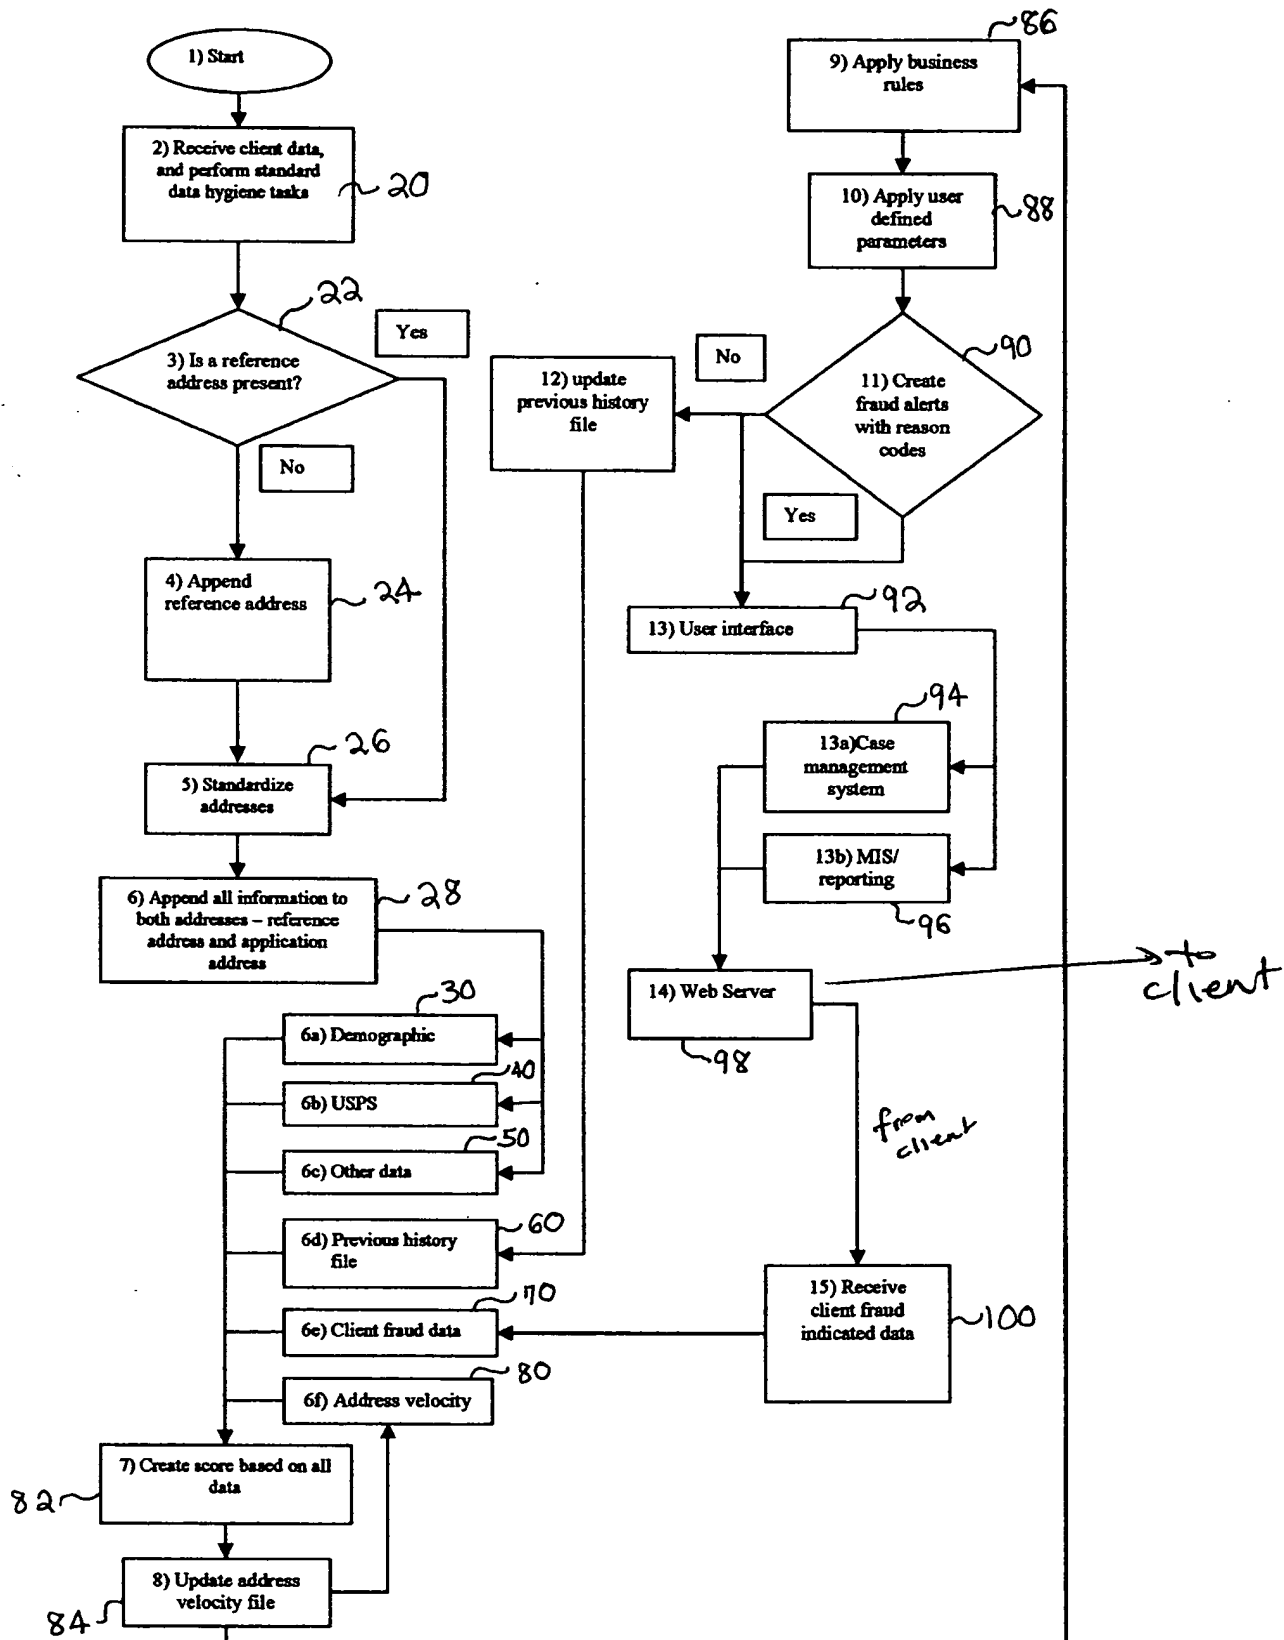 1) Start
2) Receive client data,
and perform standard
data hygiene tasks
20
22
Yes
3) Is a reference
address present?
No
4) Append
reference address
24
26
5) Standardize
addresses
6) Append all information to
both addresses – reference
address and application
address
28
30
6a) Demographic
40
6b) USPS
50
6c) Other data
60
6d) Previous history
file
70
6e) Client fraud data
80
6f) Address velocity
7) Create score based on all
data
82
8) Update address
velocity file
84
86
9) Apply business
rules
10) Apply user
defined
parameters
88
90
No
11) Create
fraud alerts
with reason
codes
12) update
previous history
file
Yes
92
13) User interface
94
13a)Case
management
system
13b) MIS/
reporting
96
to
client
14) Web Server
98
from
client
15) Receive
client fraud
indicated data
100